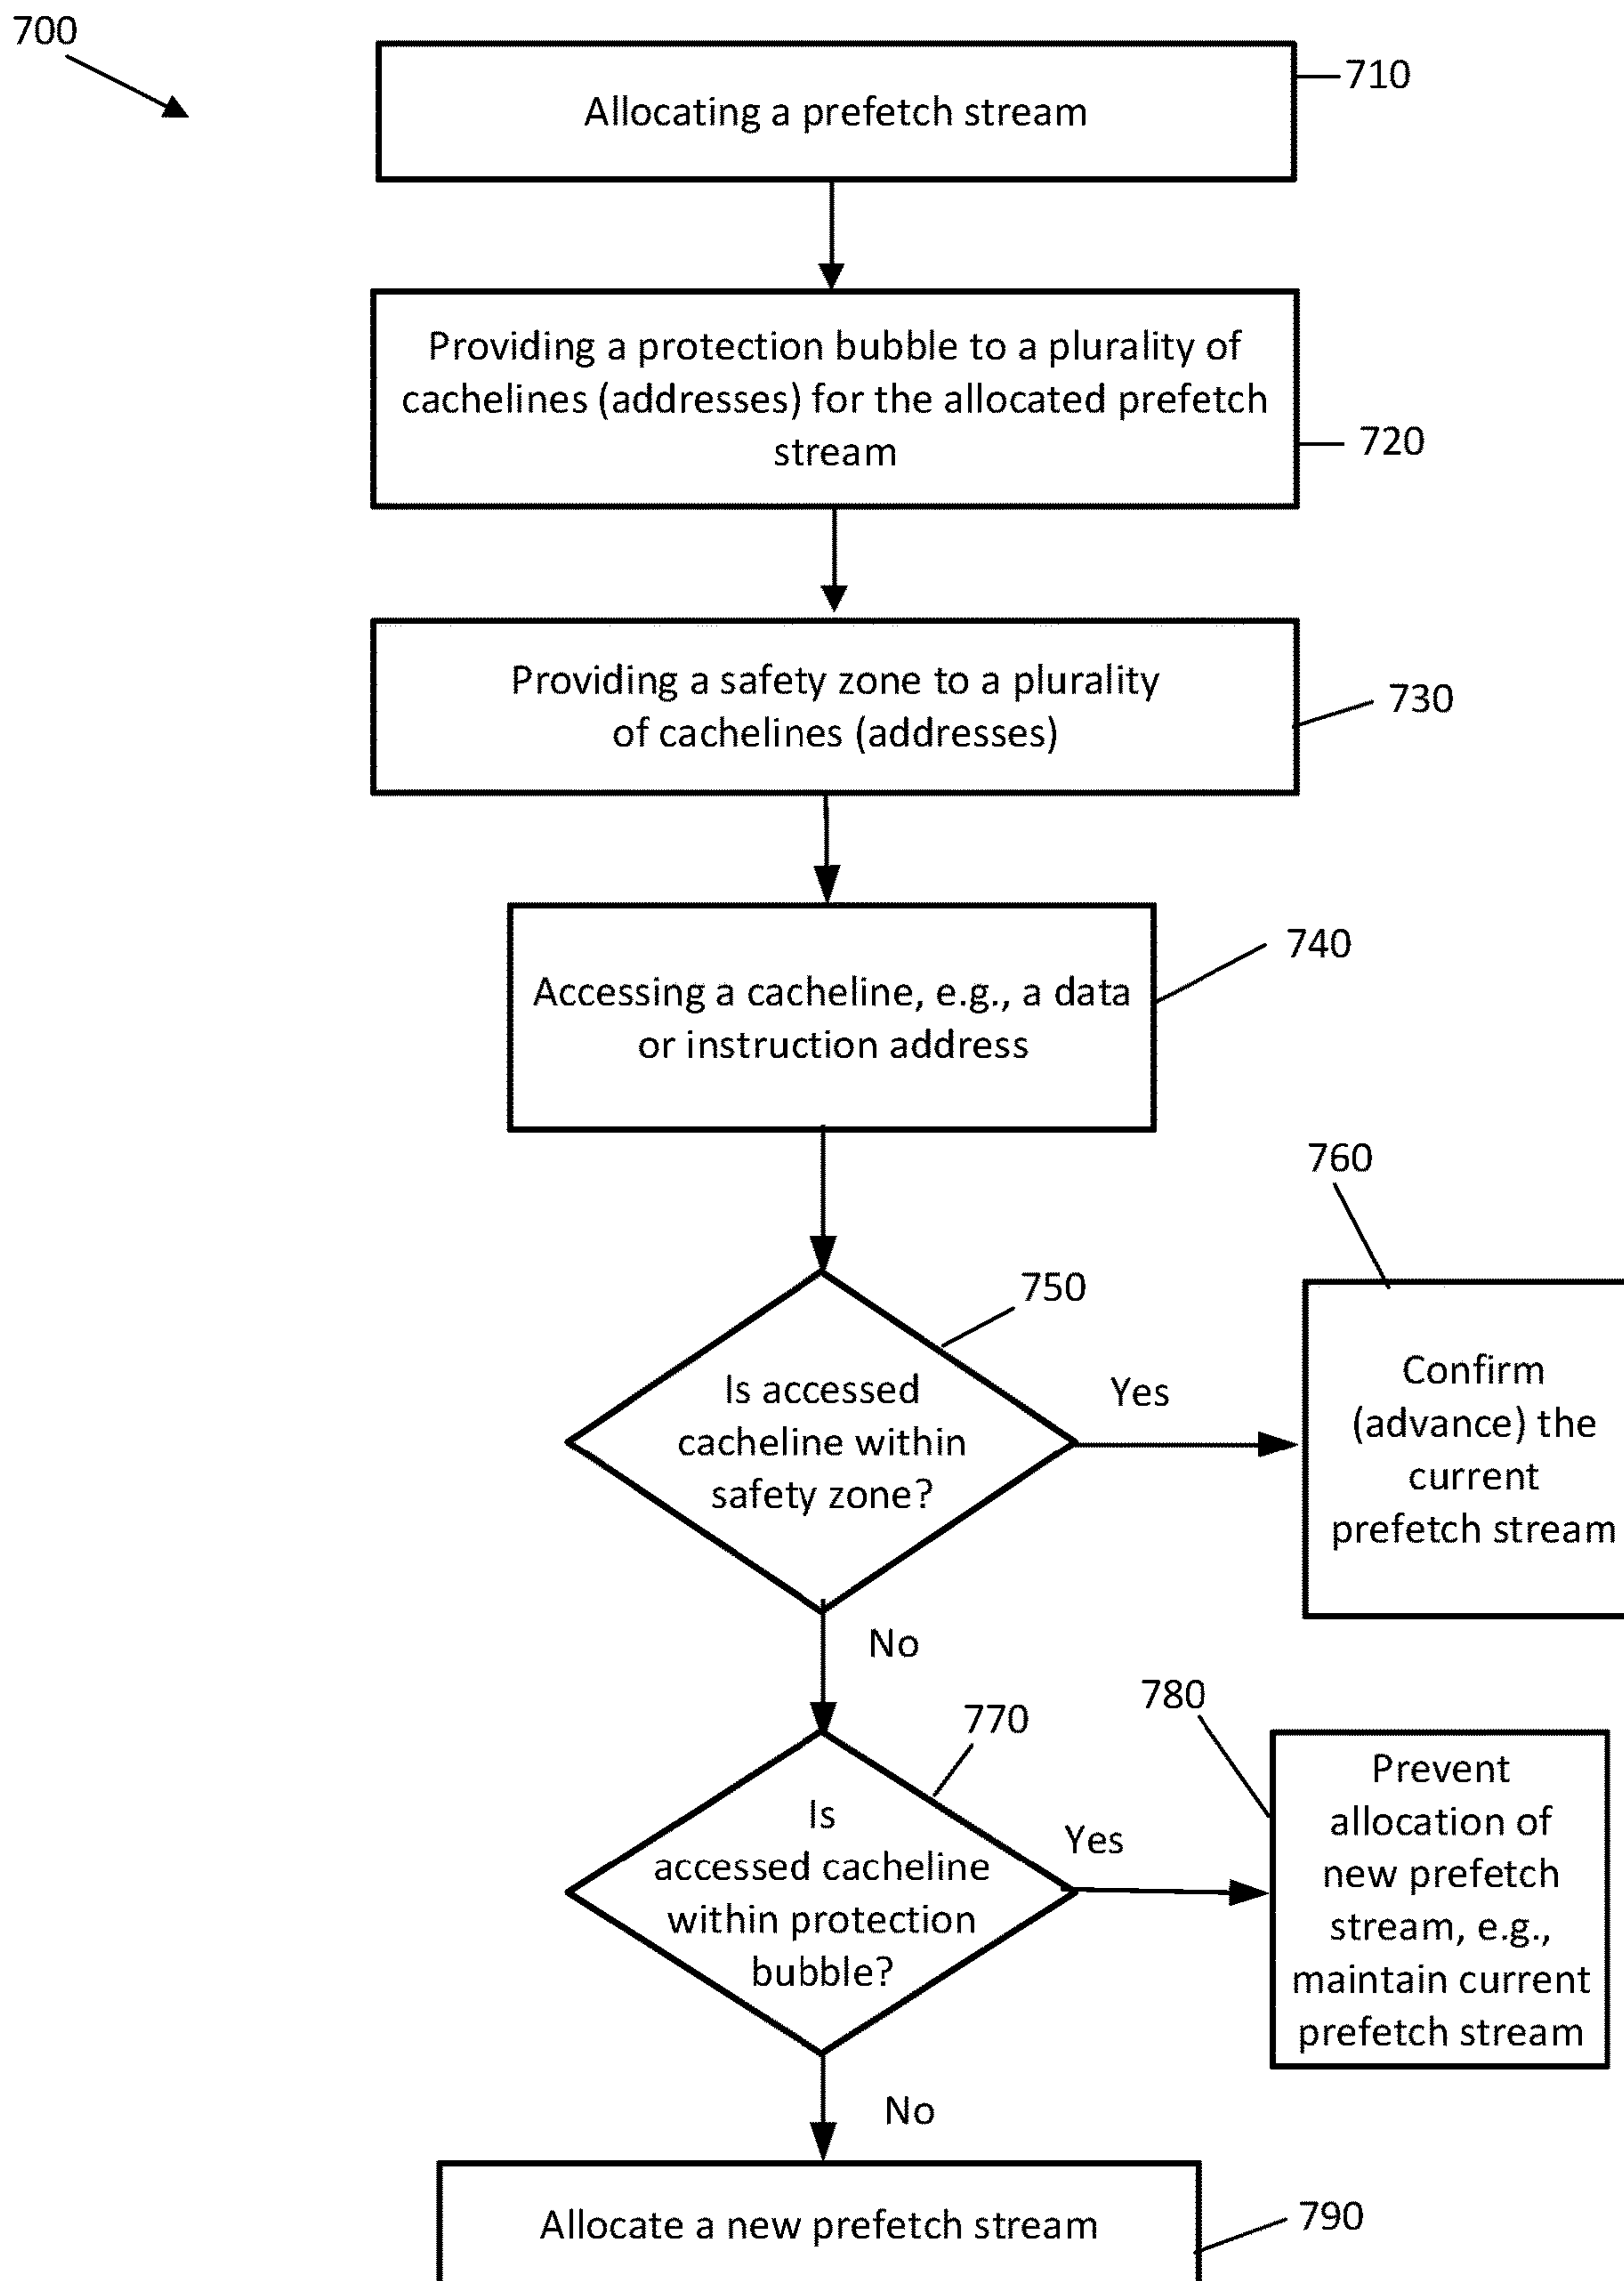 700
Allocating a prefetch stream
710
Providing a protection bubble to a plurality of
cachelines (addresses) for the allocated prefetch
stream
720
Providing a safety zone to a plurality
of cachelines (addresses)
730
Accessing a cacheline, e.g., a data
or instruction address
740
750
Is accessed
cacheline within
safety zone?
Yes
760
Confirm
(advance) the
current
prefetch stream
No
770
Is
accessed cacheline
within protection
bubble?
Yes
780
Prevent
allocation of
new prefetch
stream, e.g.,
maintain current
prefetch stream
No
Allocate a new prefetch stream
790